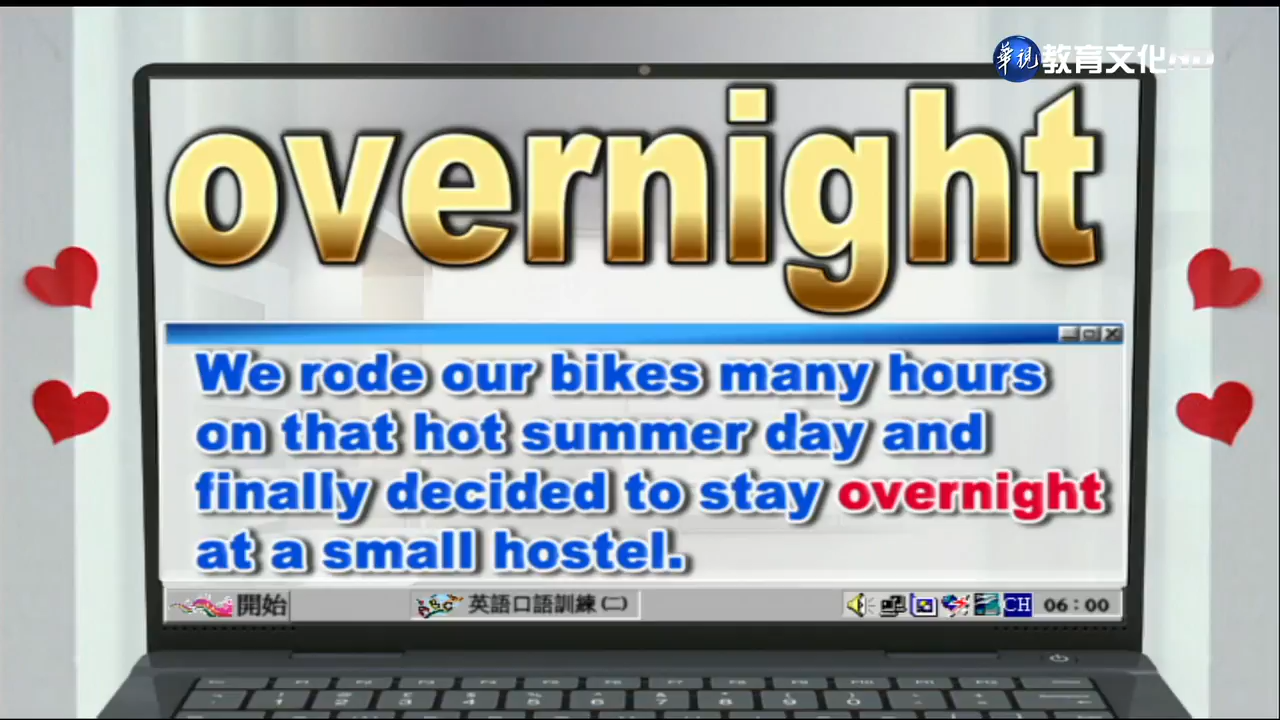 華視 教育文化HD
overnight
We rode our bikes many hours
on that hot summer day and
finally decided to stay overnight
at a small hostel.
開始 英語口語訓練(二) CH 06:00